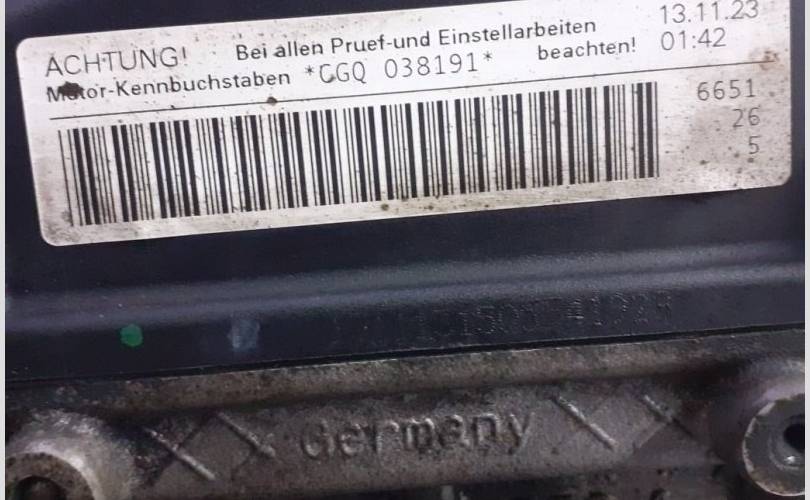 ACHTUNG! Bei allen Pruef-und Einstellarbeiten 13.11.23
Motor-Kennbuchstaben *CGQ 038191* beachten! 01:42
6651
26
5
Germany